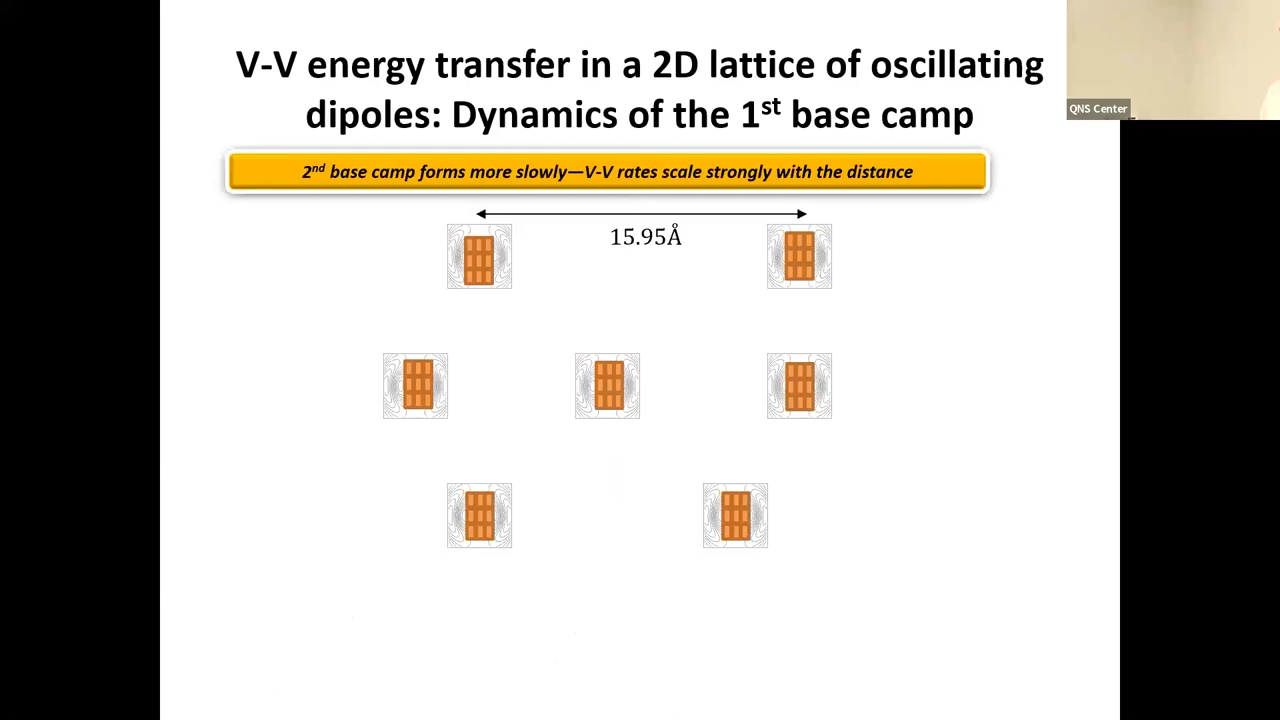 V-V energy transfer in a 2D lattice of oscillating
dipoles: Dynamics of the 1st base camp
QNS Center
2nd base camp forms more slowly—V-V rates scale strongly with the distance
15.95Å